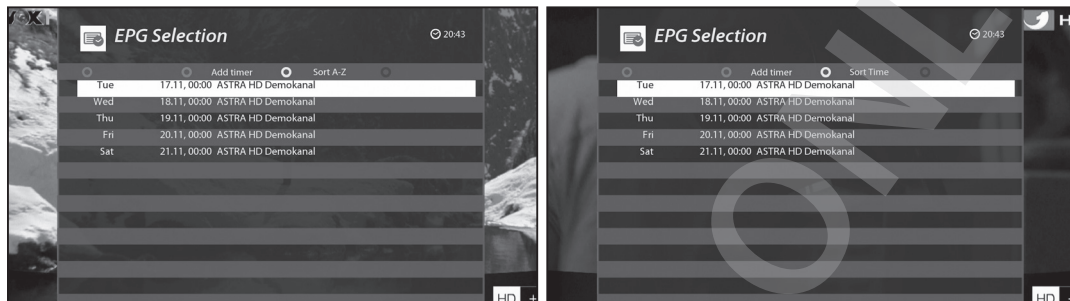 EPG Selection
20:43
Add timer Sort A-Z
Tue 17.11, 00:00 ASTRA HD Demokanal
Wed 18.11, 00:00 ASTRA HD Demokanal
Thu 19.11, 00:00 ASTRA HD Demokanal
Fri 20.11, 00:00 ASTRA HD Demokanal
Sat 21.11, 00:00 ASTRA HD Demokanal
HD +
EPG Selection
20:43
Add timer Sort Time
Tue 17.11, 00:00 ASTRA HD Demokanal
Wed 18.11, 00:00 ASTRA HD Demokanal
Thu 19.11, 00:00 ASTRA HD Demokanal
Fri 20.11, 00:00 ASTRA HD Demokanal
Sat 21.11, 00:00 ASTRA HD Demokanal
HD